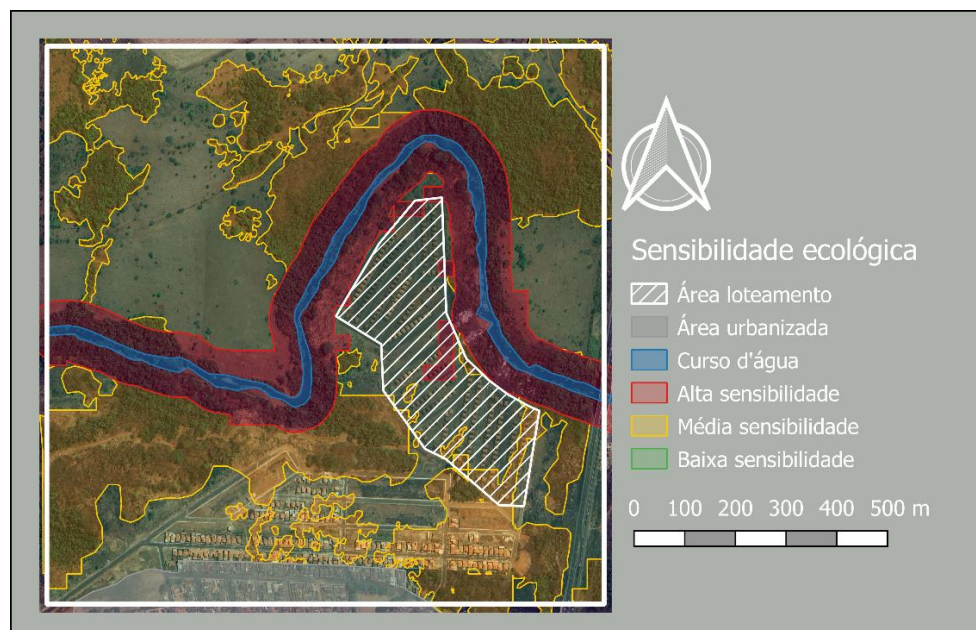 Sensibilidade ecológica
Área loteamento
Área urbanizada
Curso d'água
Alta sensibilidade
Média sensibilidade
Baixa sensibilidade
0 100 200 300 400 500 m